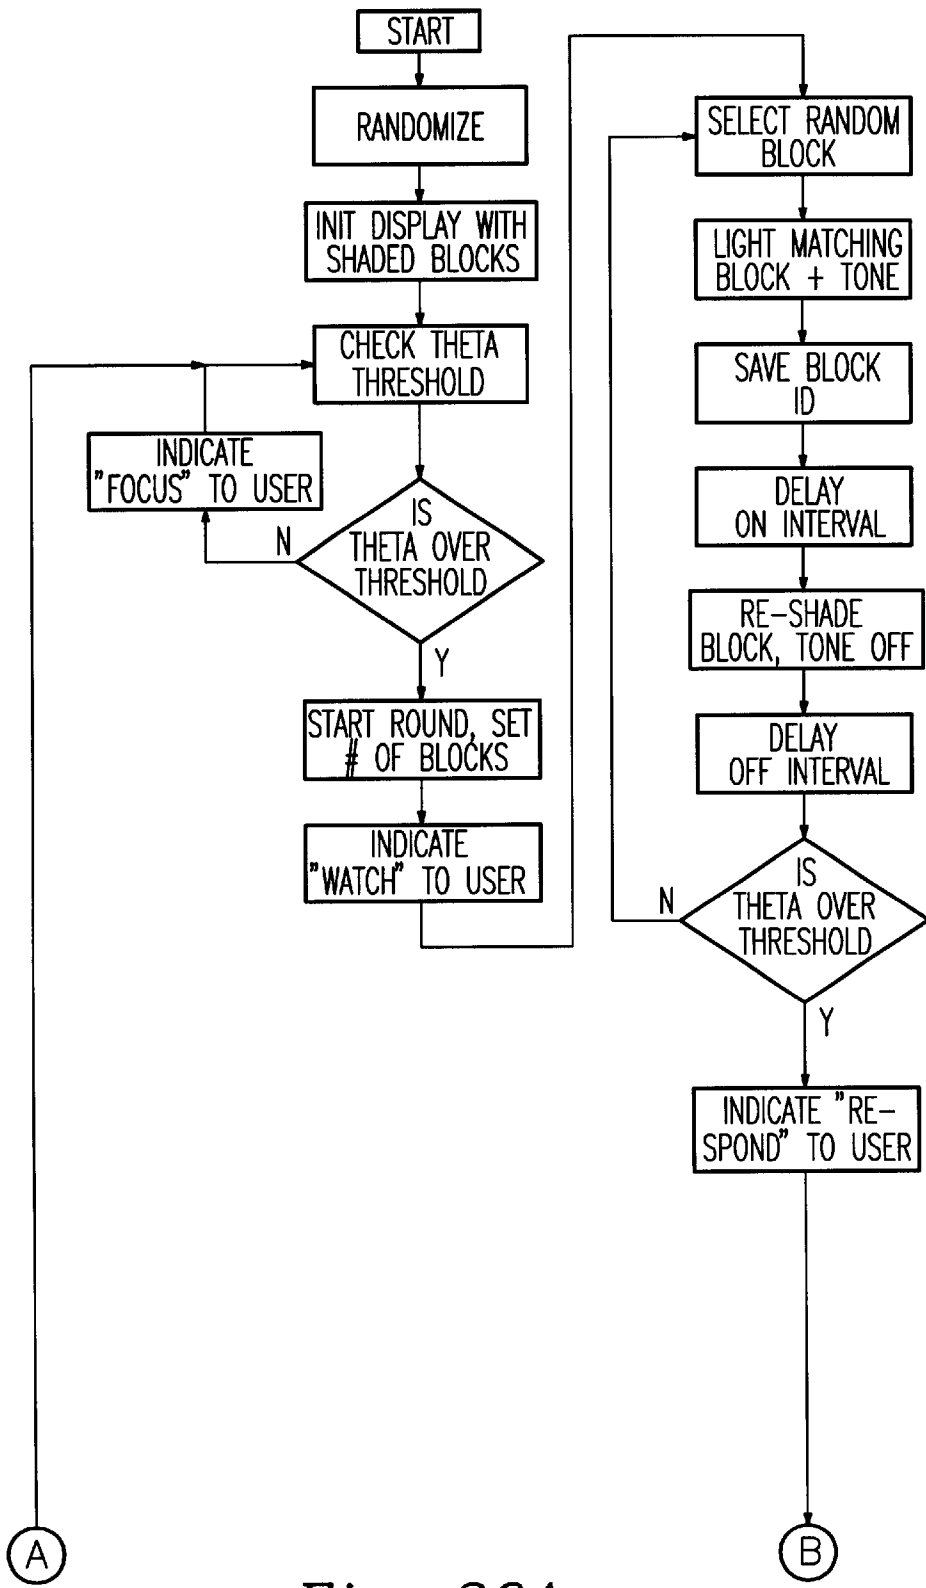 START
RANDOMIZE
INIT DISPLAY WITH
SHADED BLOCKS
CHECK THETA
THRESHOLD
INDICATE
"FOCUS" TO USER
N
IS
THETA OVER
THRESHOLD
Y
START ROUND, SET
# OF BLOCKS
INDICATE
"WATCH" TO USER
SELECT RANDOM
BLOCK
LIGHT MATCHING
BLOCK + TONE
SAVE BLOCK
ID
DELAY
ON INTERVAL
RE-SHADE
BLOCK, TONE OFF
DELAY
OFF INTERVAL
N
IS
THETA OVER
THRESHOLD
Y
INDICATE "RE-
SPOND" TO USER
A
B